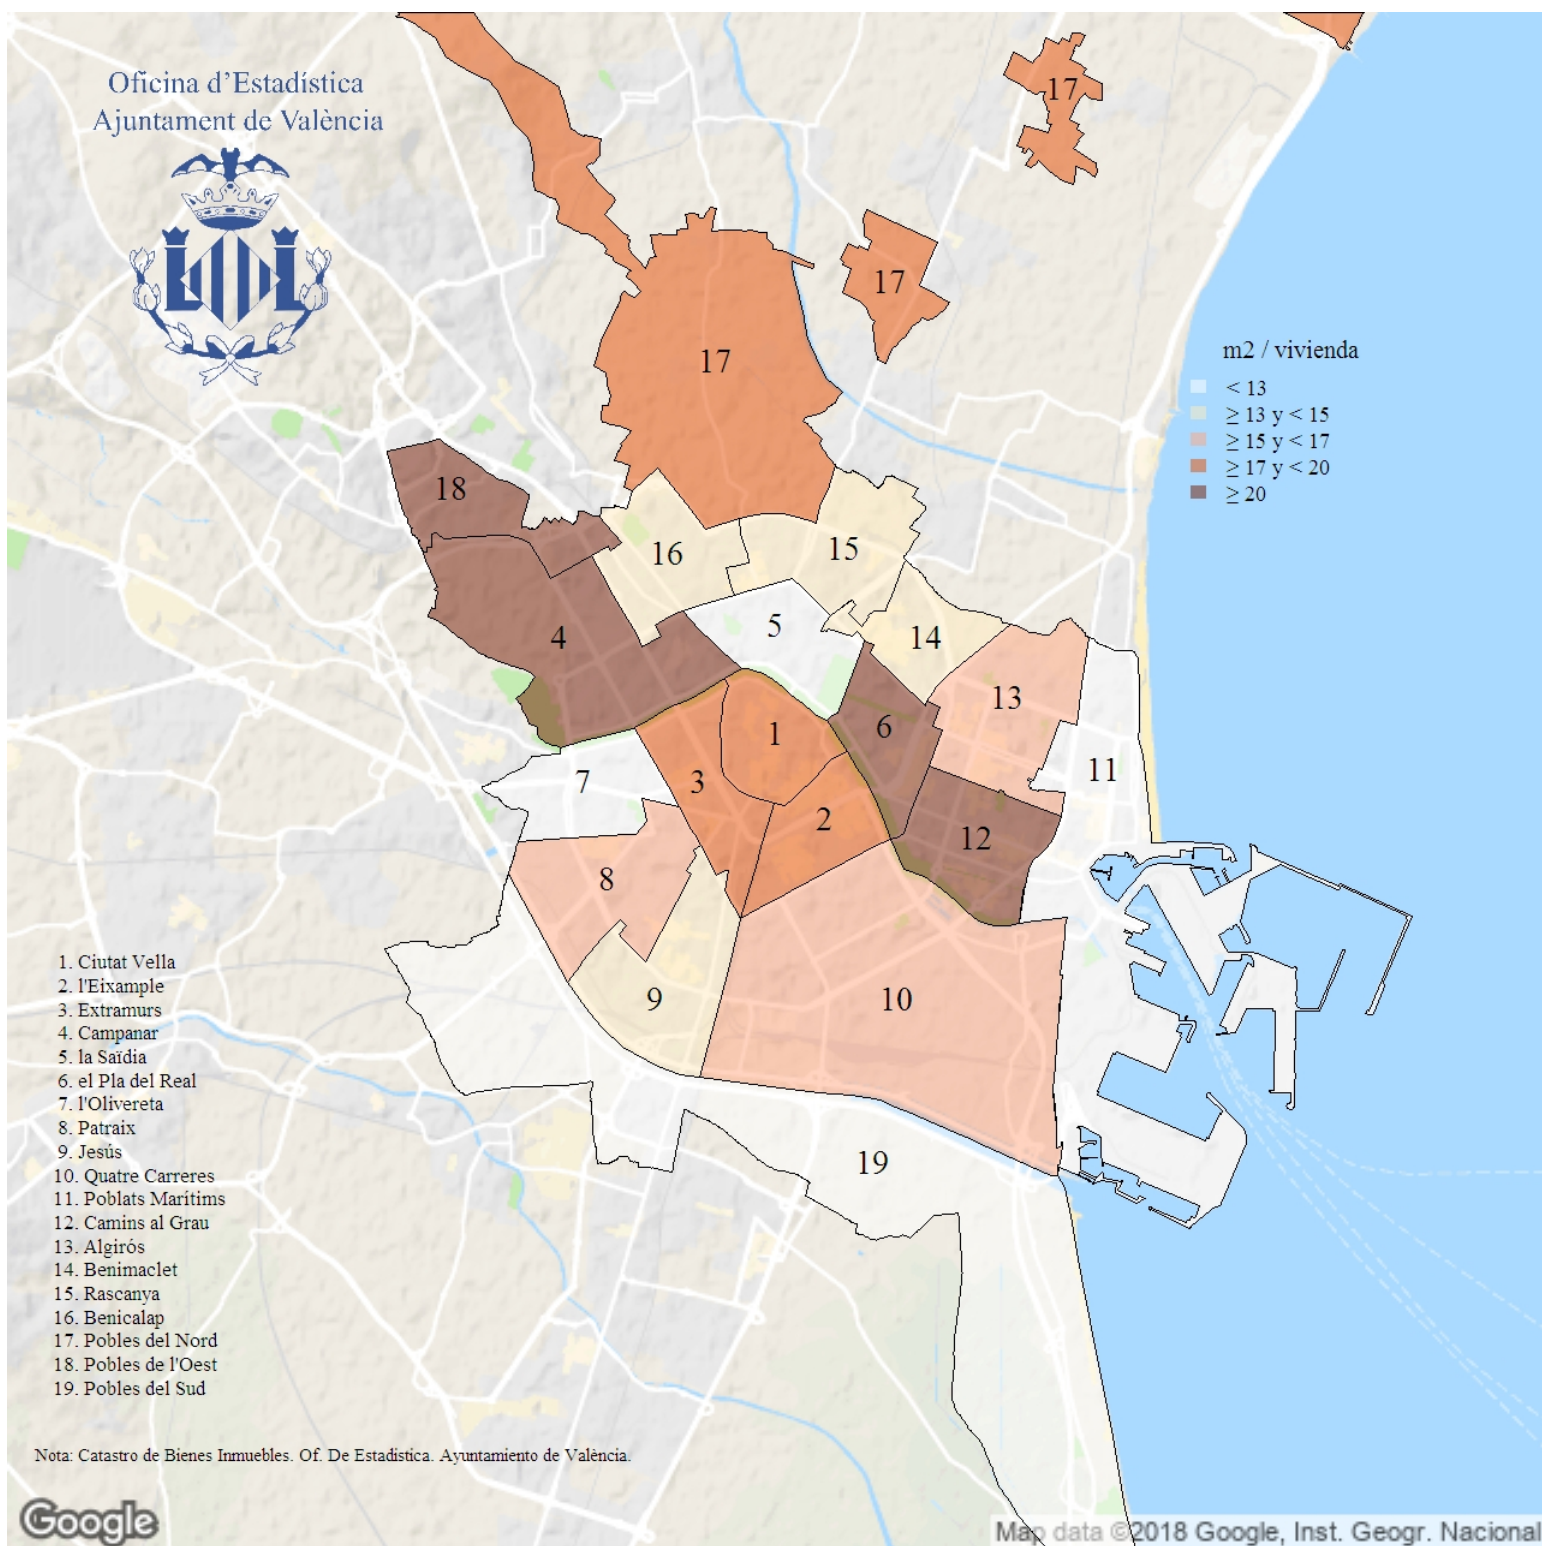 Oficina d'Estadística
Ajuntament de València
17
17
17
m2 / vivienda
< 13
≥ 13 y < 15
≥ 15 y < 17
≥ 17 y < 20
≥ 20
18
16
15
5
14
4
13
6
1
11
7
3
2
12
8
9
10
19
1. Ciutat Vella
2. l'Eixample
3. Extramurs
4. Campanar
5. la Saïdia
6. el Pla del Real
7. l'Olivereta
8. Patraix
9. Jesús
10. Quatre Carreres
11. Poblats Marítims
12. Camins al Grau
13. Algirós
14. Benimaclet
15. Rascanya
16. Benicalap
17. Pobles del Nord
18. Pobles de l'Oest
19. Pobles del Sud
Nota: Catastro de Bienes Inmuebles. Of. De Estadística. Ayuntamiento de València.
Google
Map data ©2018 Google, Inst. Geogr. Nacional